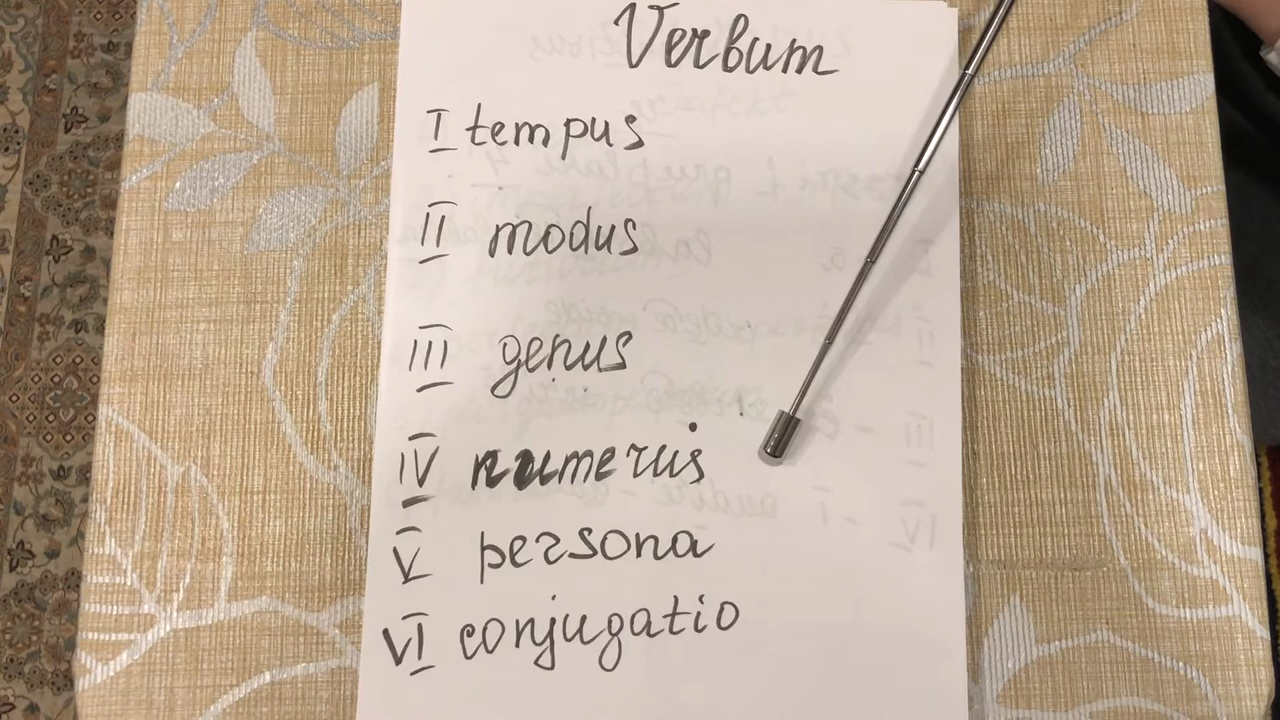 Verbum
I tempus
II modus
III genus
IV numerus
V persona
VI conjugatio